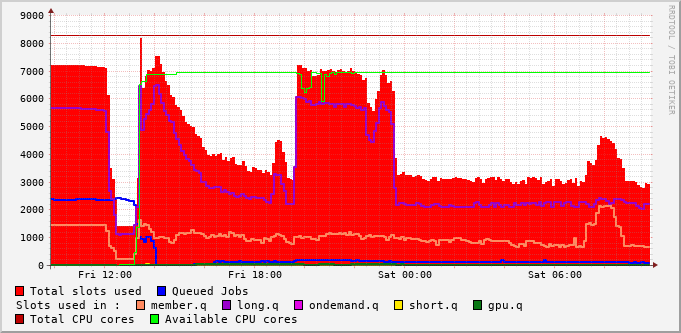 9000
8000
7000
6000
5000
4000
3000
2000
1000
0
Fri 12:00 Fri 18:00 Sat 00:00 Sat 06:00
RRDTOOL / TOBI OETIKER
Total slots used Queued Jobs
Slots used in : member.q long.q ondemand.q short.q gpu.q
Total CPU cores Available CPU cores